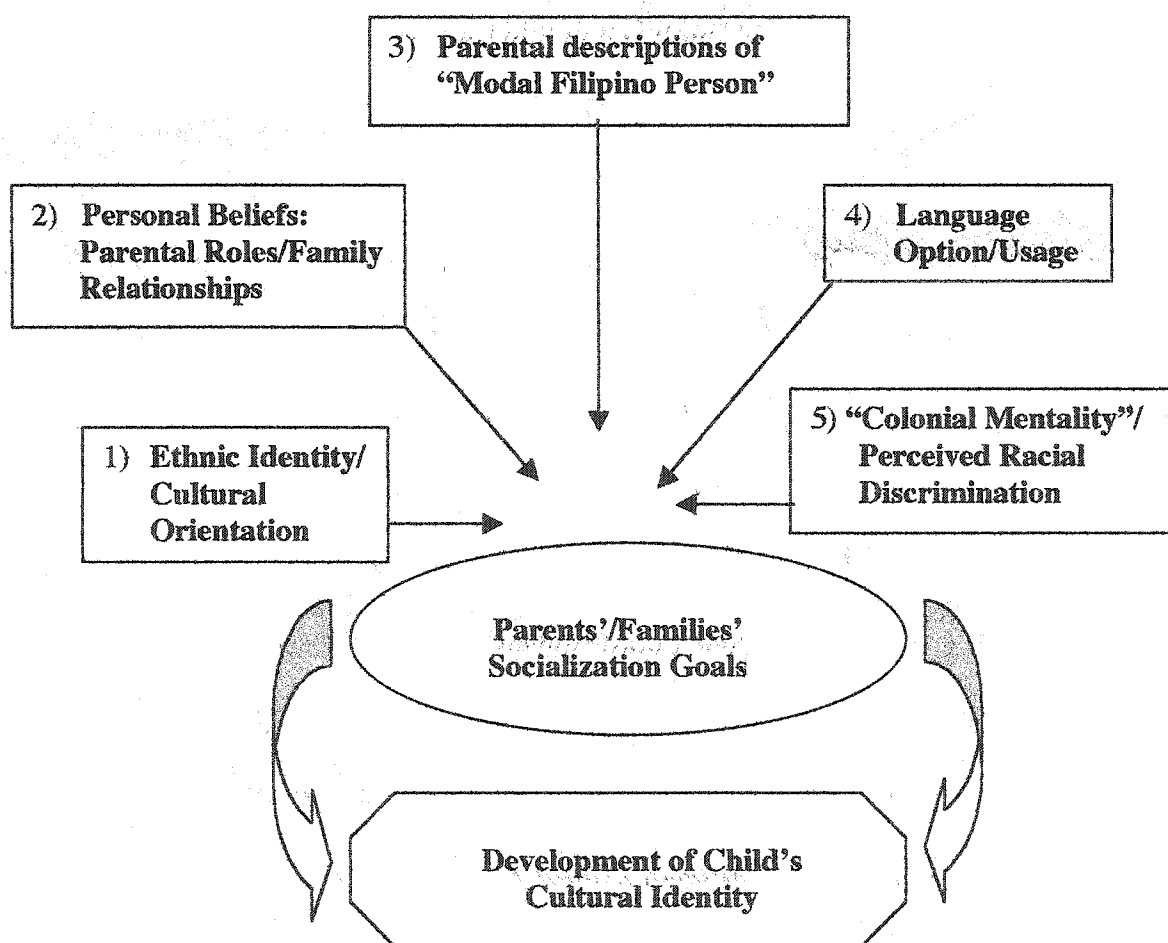 3) Parental descriptions of
“Modal Filipino Person”
2) Personal Beliefs:
Parental Roles/Family
Relationships
4) Language
Option/Usage
1) Ethnic Identity/
Cultural
Orientation
5) “Colonial Mentality”/
Perceived Racial
Discrimination
Parents’/Families’
Socialization Goals
Development of Child’s
Cultural Identity